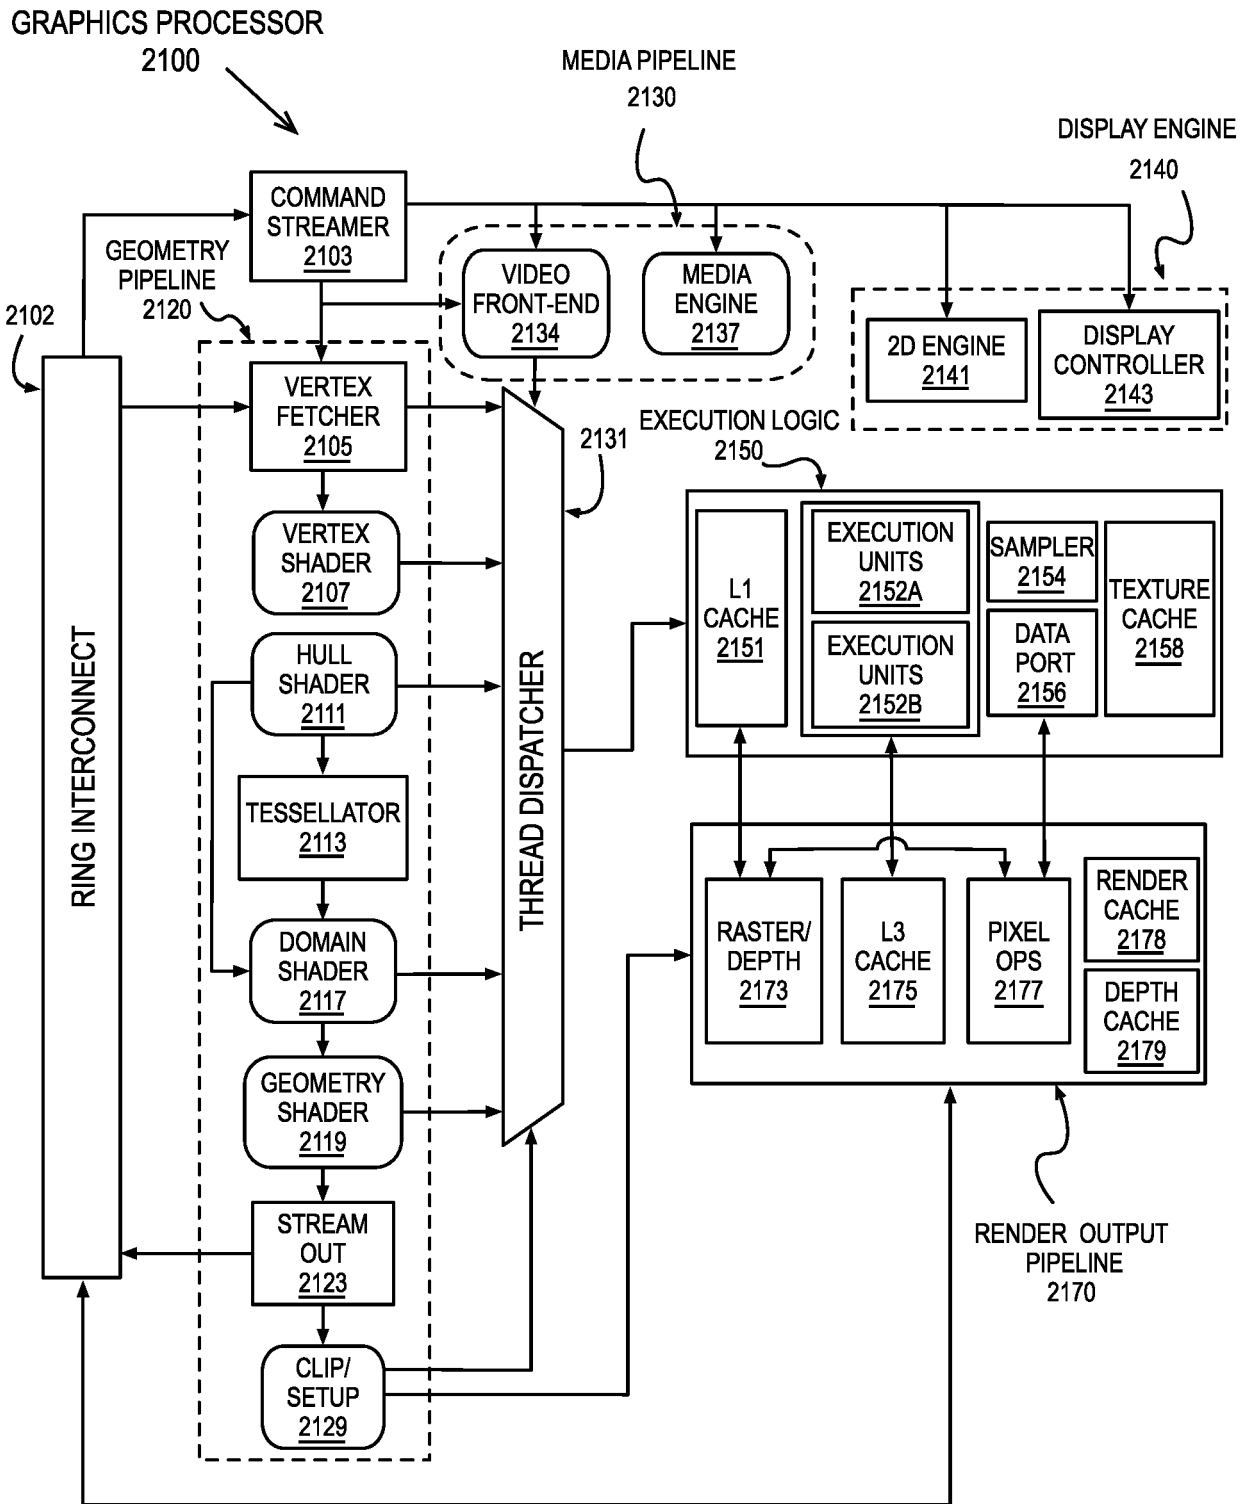 GRAPHICS PROCESSOR
2100
MEDIA PIPELINE
2130
DISPLAY ENGINE
2140
COMMAND
STREAMER
2103
GEOMETRY
PIPELINE
2120
VIDEO
FRONT-END
2134
MEDIA
ENGINE
2137
2D ENGINE
2141
DISPLAY
CONTROLLER
2143
2102
VERTEX
FETCHER
2105
2131
EXECUTION LOGIC
2150
VERTEX
SHADER
2107
L1
CACHE
2151
EXECUTION
UNITS
2152A
EXECUTION
UNITS
2152B
SAMPLER
2154
DATA
PORT
2156
TEXTURE
CACHE
2158
HULL
SHADER
2111
RING INTERCONNECT
THREAD DISPATCHER
TESSELLATOR
2113
DOMAIN
SHADER
2117
RASTER/
DEPTH
2173
L3
CACHE
2175
PIXEL
OPS
2177
RENDER
CACHE
2178
DEPTH
CACHE
2179
GEOMETRY
SHADER
2119
STREAM
OUT
2123
RENDER OUTPUT
PIPELINE
2170
CLIP/
SETUP
2129